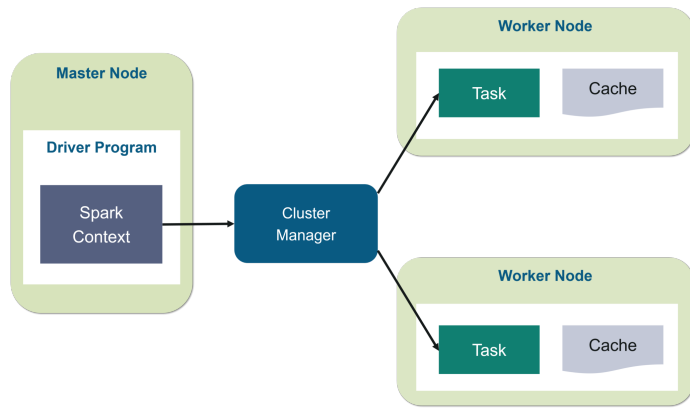 Master Node
Driver Program
Spark
Context
Cluster
Manager
Worker Node
Task
Cache
Worker Node
Task
Cache